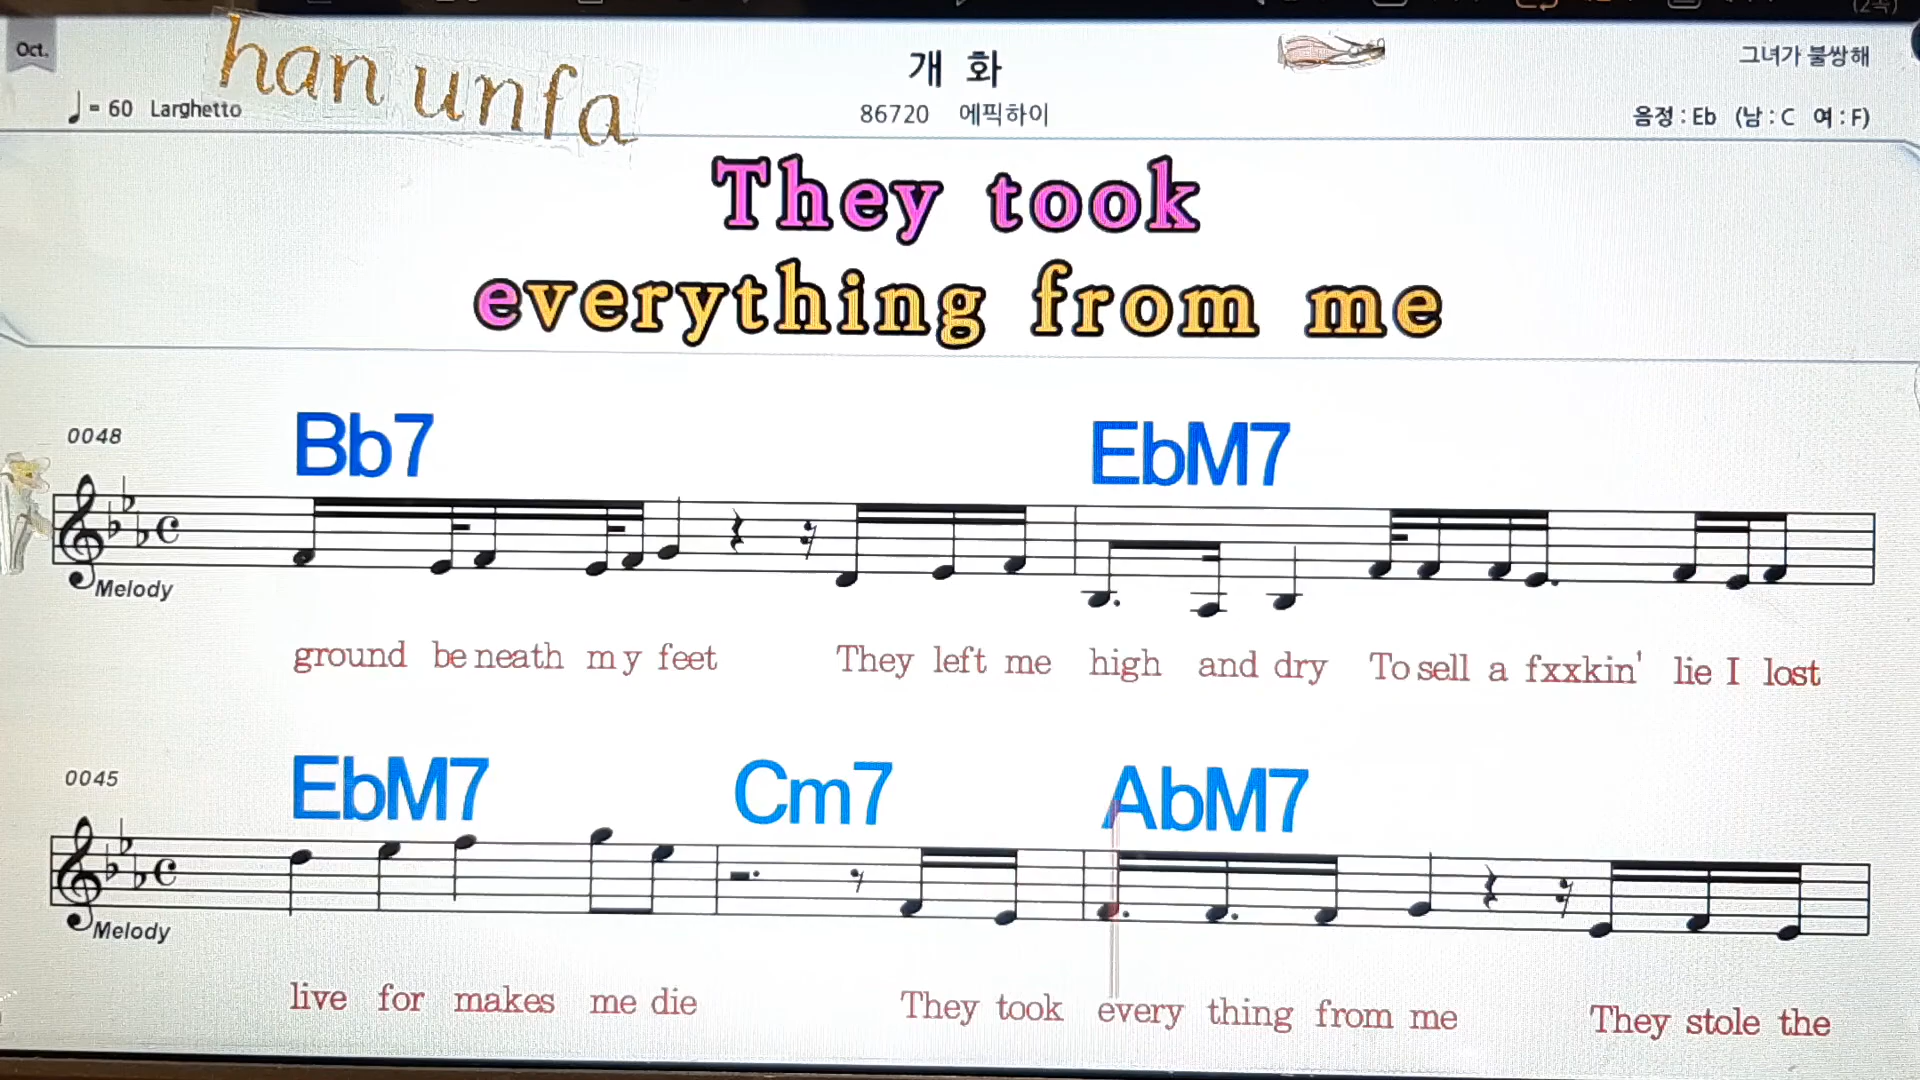 (2곡)
Oct.
han unfa
개 화
그녀가 불쌍해
♩= 60 Larghetto
86720 에픽하이
음정 : Eb (남 : C 여 : F)
They took
everything from me
0048
Bb7 EbM7
Melody
ground be neath my feet They left me high and dry To sell a fxxkin' lie I lost
0045
EbM7 Cm7 AbM7
Melody
live for makes me die They took every thing from me They stole the